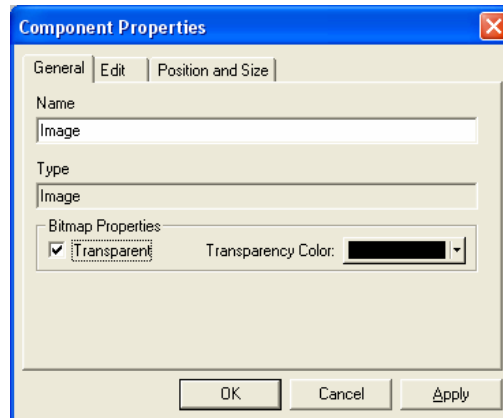 Component Properties
General Edit Position and Size
Name
Image
Type
Image
Bitmap Properties
Transparent Transparency Color:
OK Cancel Apply